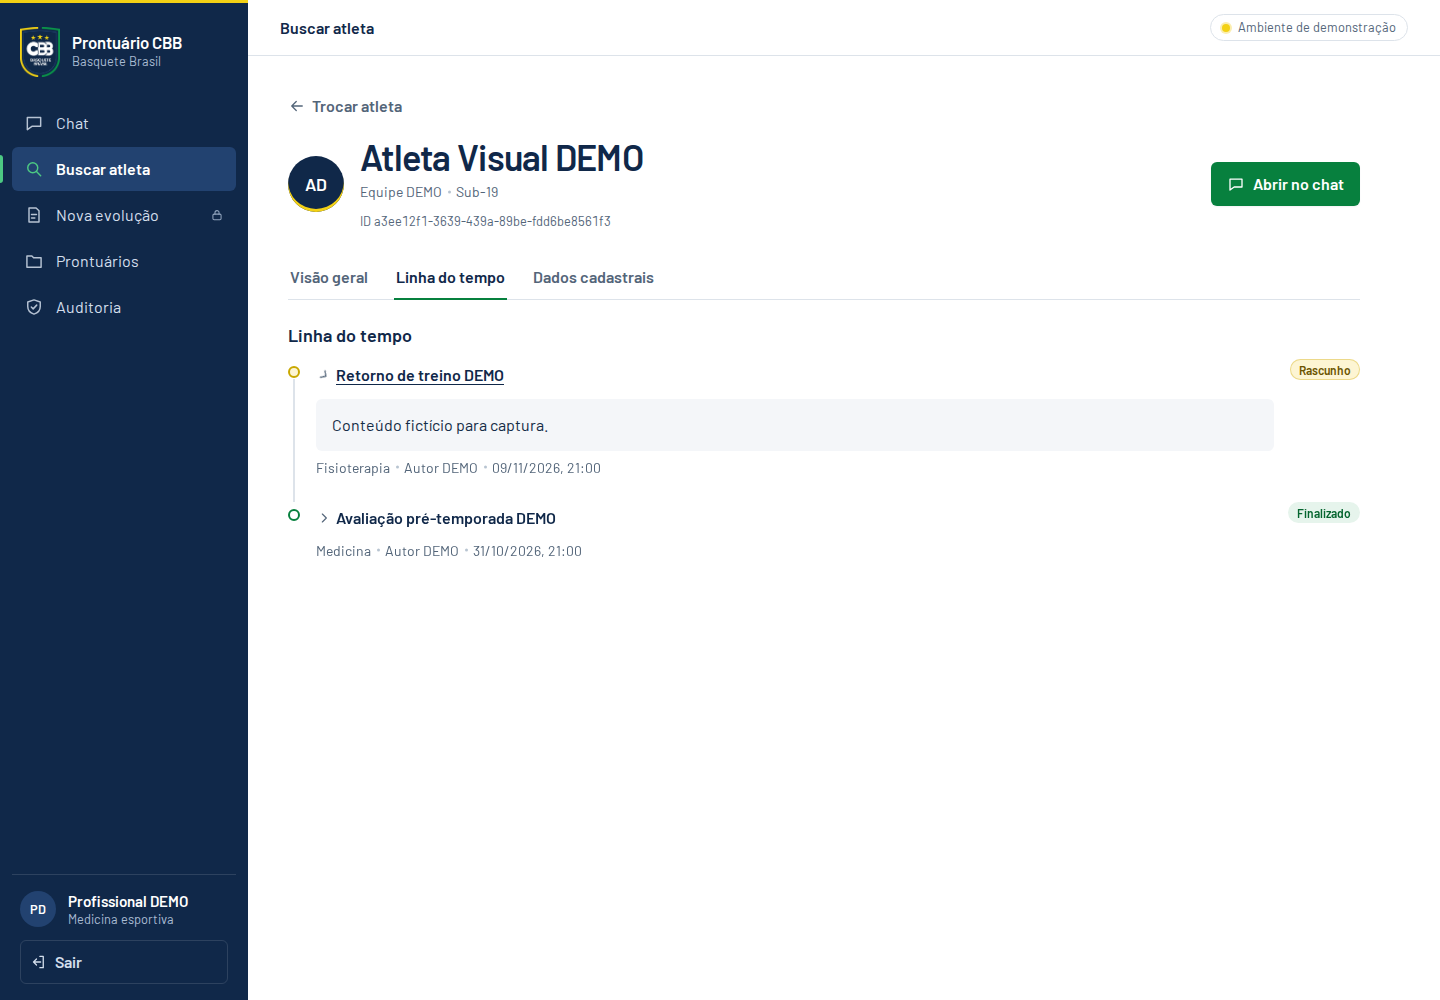 CBB
Prontuário CBB
Basquete Brasil
Chat
Buscar atleta
Nova evolução
Prontuários
Auditoria
PD
Profissional DEMO
Medicina esportiva
Sair
Buscar atleta
Ambiente de demonstração
Trocar atleta
AD
Atleta Visual DEMO
Equipe DEMO • Sub-19
ID a3ee12f1-3639-439a-89be-fdd6be8561f3
Abrir no chat
Visão geral
Linha do tempo
Dados cadastrais
Linha do tempo
Retorno de treino DEMO
Rascunho
Conteúdo fictício para captura.
Fisioterapia • Autor DEMO • 09/11/2026, 21:00
Avaliação pré-temporada DEMO
Finalizado
Medicina • Autor DEMO • 31/10/2026, 21:00